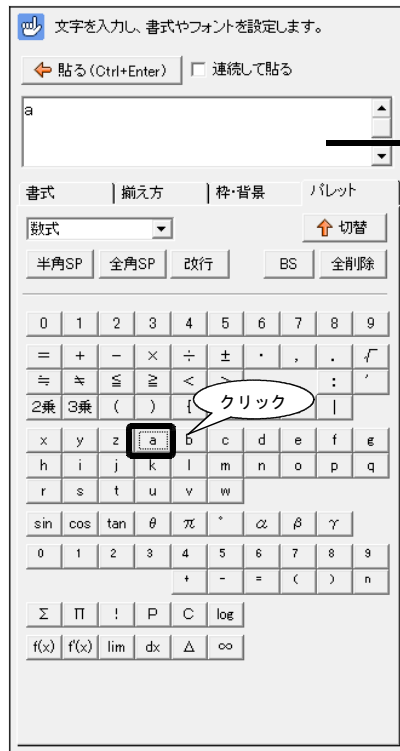 文字を入力し、書式やフォントを設定します。
貼る(Ctrl+Enter) 連続して貼る
a
書式 揃え方 枠・背景 パレット
数式 切替
半角SP 全角SP 改行 BS 全削除
0 1 2 3 4 5 6 7 8 9
= + − × ÷ ± ・ , . √
≒ ≒ ≦ ≧ < : ′
2乗 3乗 ( ) { |
クリック
x y z a b c d e f g
h i j k l m n o p q
r s t u v w
sin cos tan θ π ° α β γ
0 1 2 3 4 5 6 7 8 9
+ - = ( ) n
Σ Π ! P C log
f(x) f'(x) lim dx Δ ∞